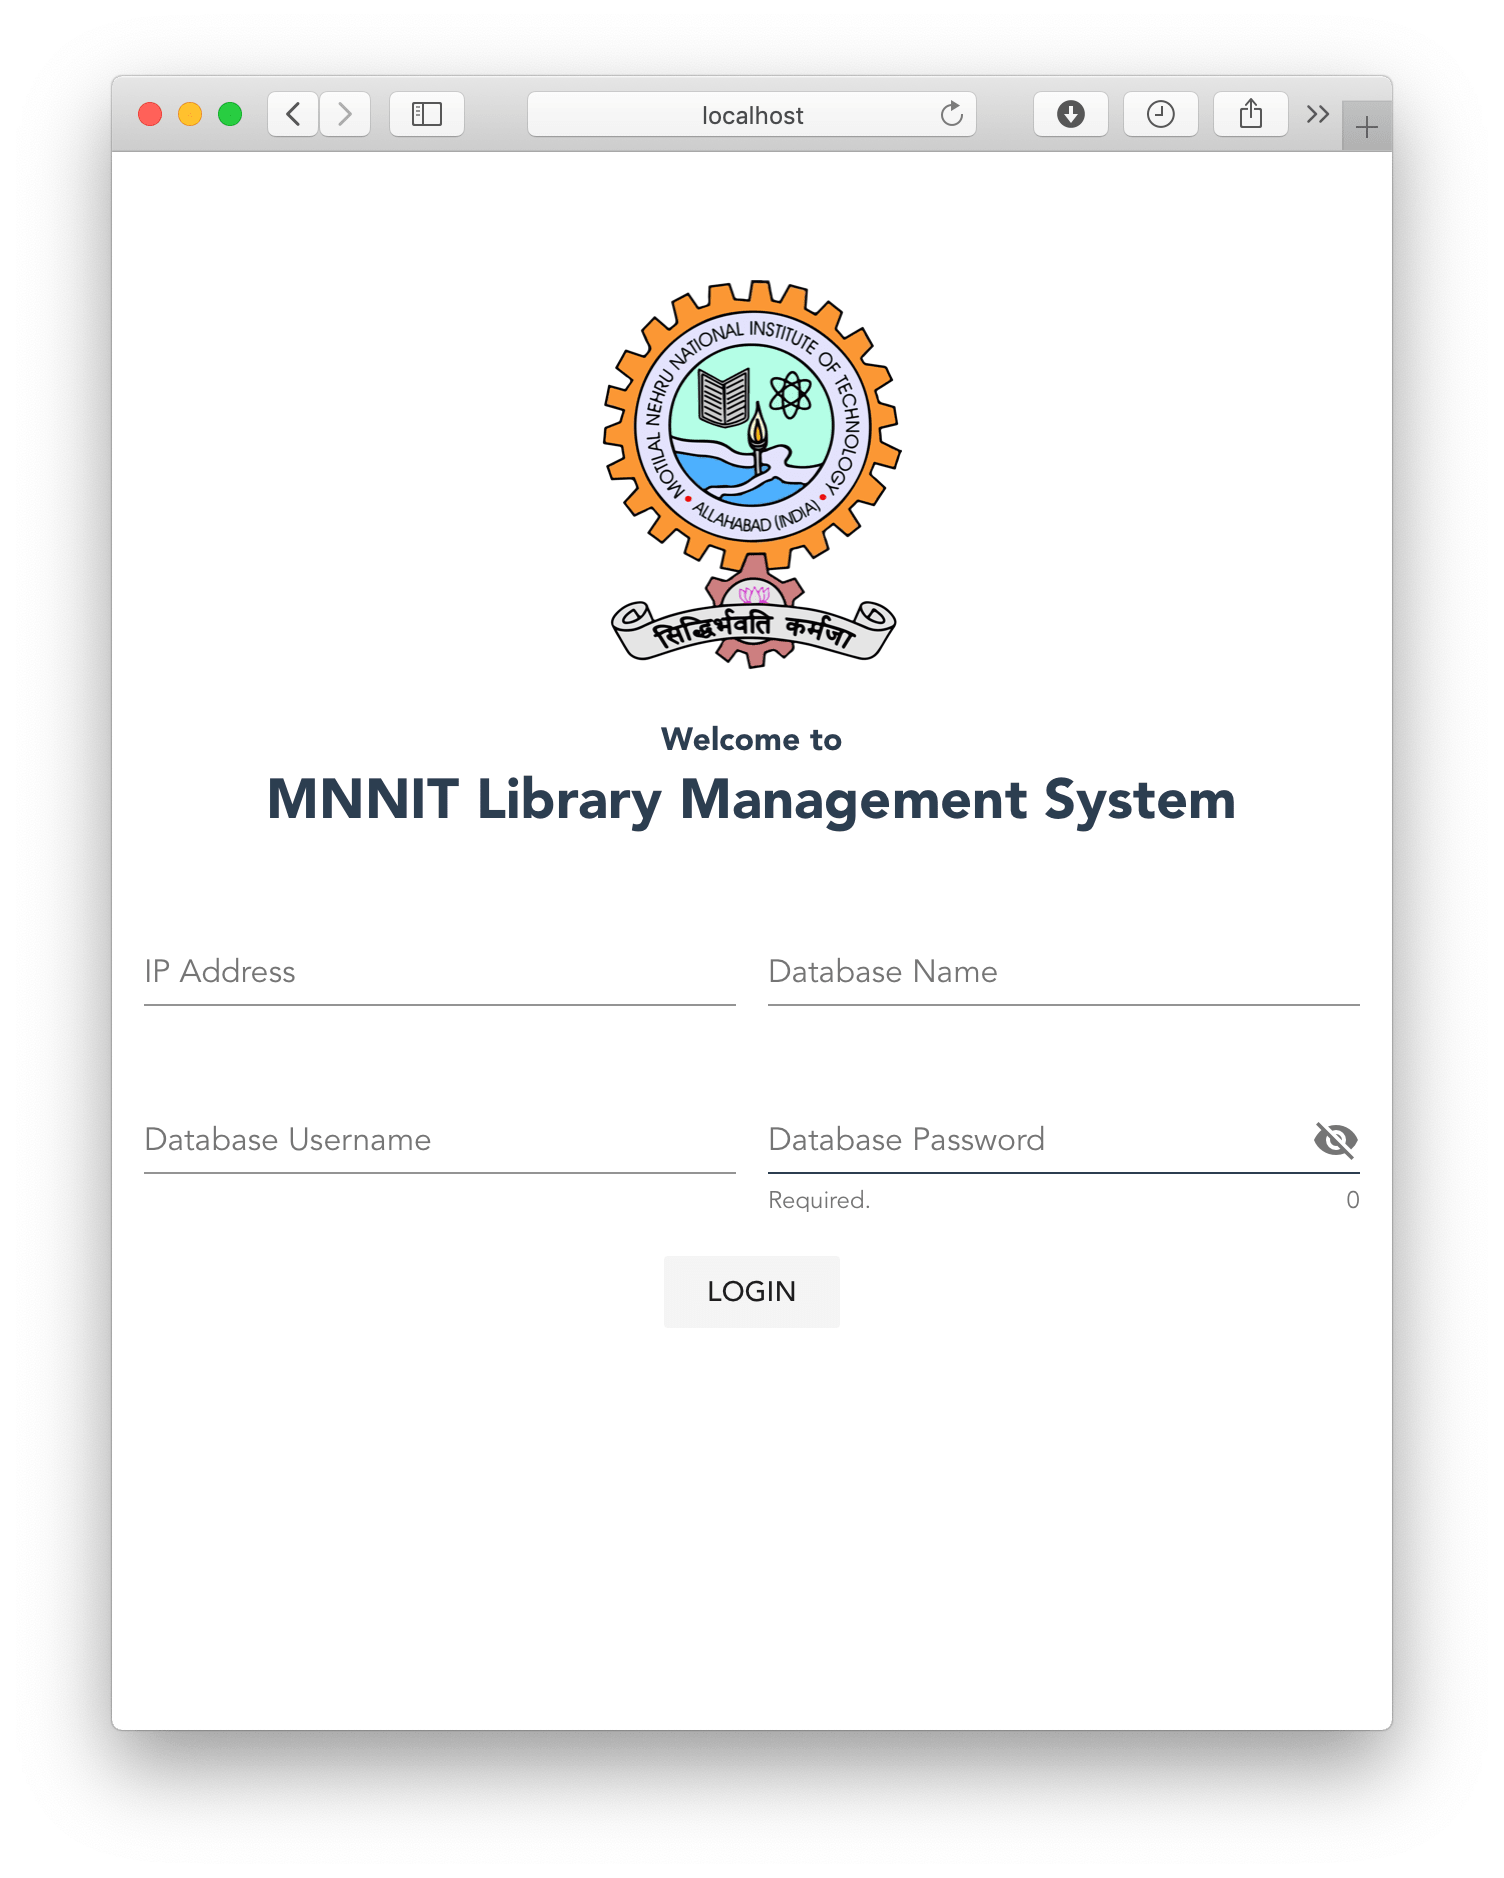 localhost
MOTILAL NEHRU NATIONAL INSTITUTE OF TECHNOLOGY
ALLAHABAD (INDIA)
सिद्धिर्भवति कर्मजा
Welcome to
MNNIT Library Management System
IP Address
Database Name
Database Username
Database Password
Required.
0
LOGIN